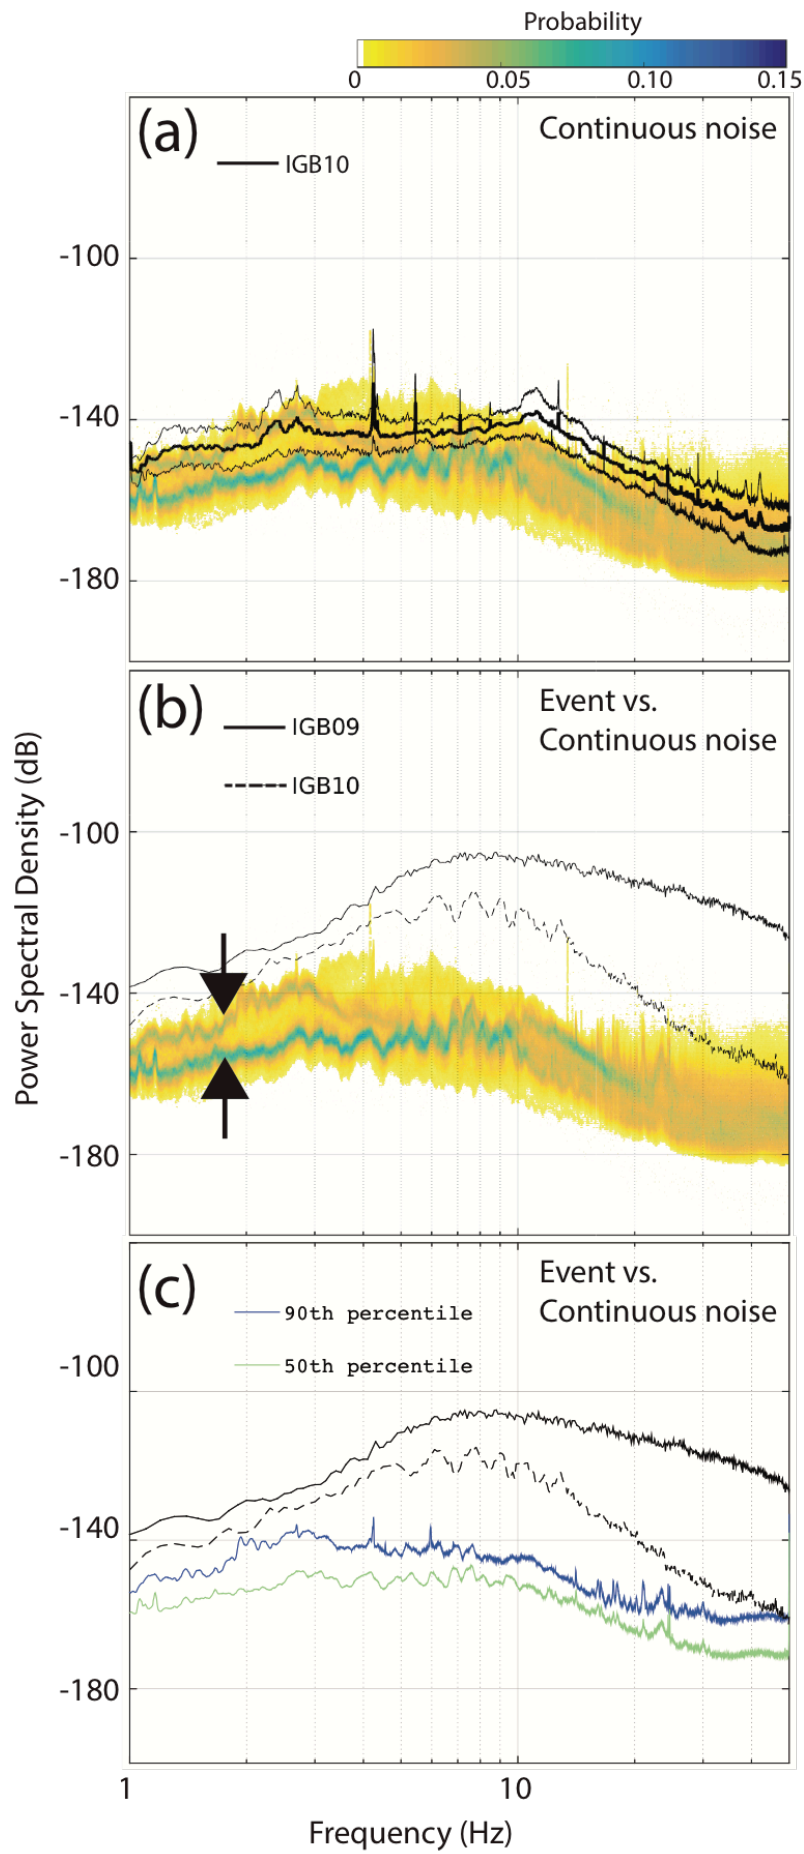 Probability
0 0.05 0.10 0.15
(a) Continuous noise
IGB10
-100
-140
-180
(b) Event vs.
Continuous noise
IGB09
IGB10
-100
-140
-180
Power Spectral Density (dB)
(c) Event vs.
Continuous noise
90th percentile
50th percentile
-100
-140
-180
1 10
Frequency (Hz)